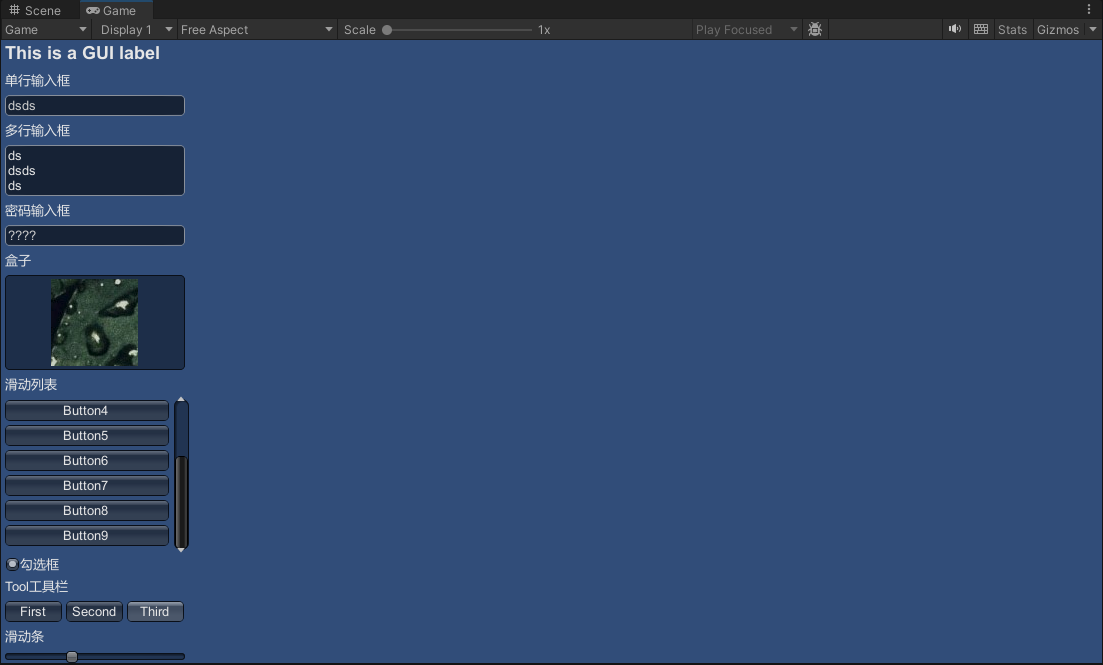 Scene Game
Game Display 1 Free Aspect Scale 1x Play Focused Stats Gizmos
This is a GUI label
单行输入框
dsds
多行输入框
ds
dsds
ds
密码输入框
????
盒子
滑动列表
Button4
Button5
Button6
Button7
Button8
Button9
勾选框
Tool工具栏
First Second Third
滑动条